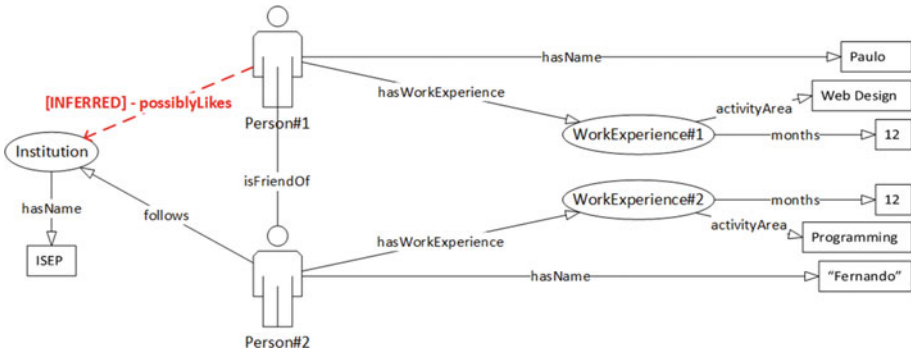 hasName
Paulo
[INFERRED] - possiblyLikes
hasWorkExperience
activityArea
Web Design
Person#1
WorkExperience#1
months
12
Institution
isFriendOf
hasName
follows
WorkExperience#2
months
12
activityArea
hasWorkExperience
Programming
ISEP
hasName
"Fernando"
Person#2